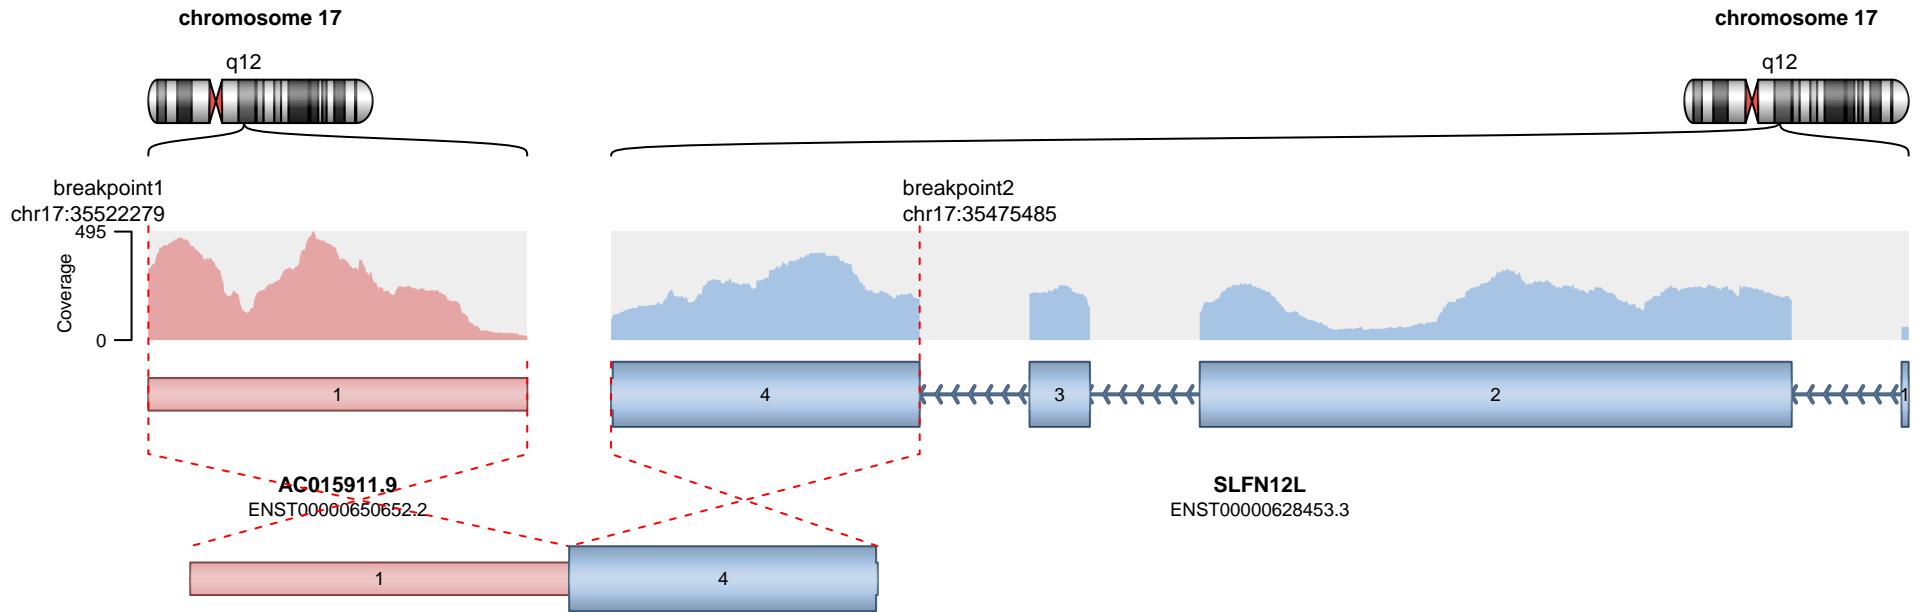 chromosome 17
chromosome 17
q12
q12
breakpoint1
chr17:35522279
breakpoint2
chr17:35475485
495
Coverage
0
1
4
3
2
1
AC015911.9
ENST00000650652.2
SLFN12L
ENST00000628453.3
1
4